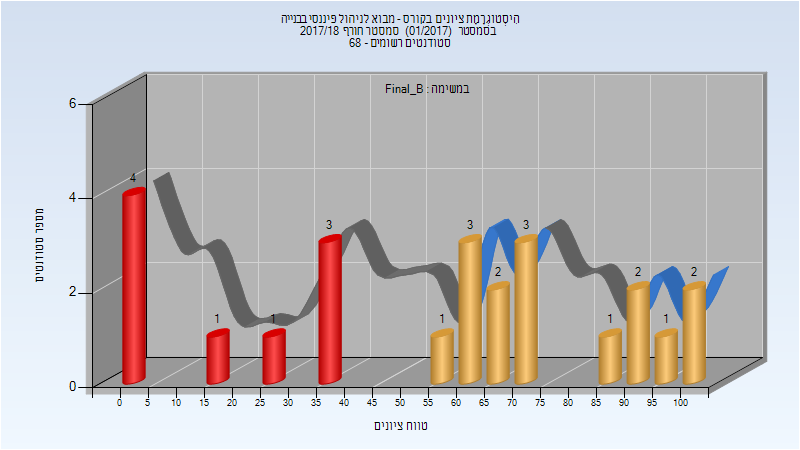 היסטוגרמת ציונים בקורס - מבוא לניהול פיננסי בבנייה
בסמסטר (01/2017) סמסטר חורף 2017/18
סטודנטים רשומים - 68
במשימה : Final_B
מספר סטודנטים
6
4
2
0
4
1
1
3
1
3
2
3
1
2
1
2
0 5 10 15 20 25 30 35 40 45 50 55 60 65 70 75 80 85 90 95 100
טווח ציונים